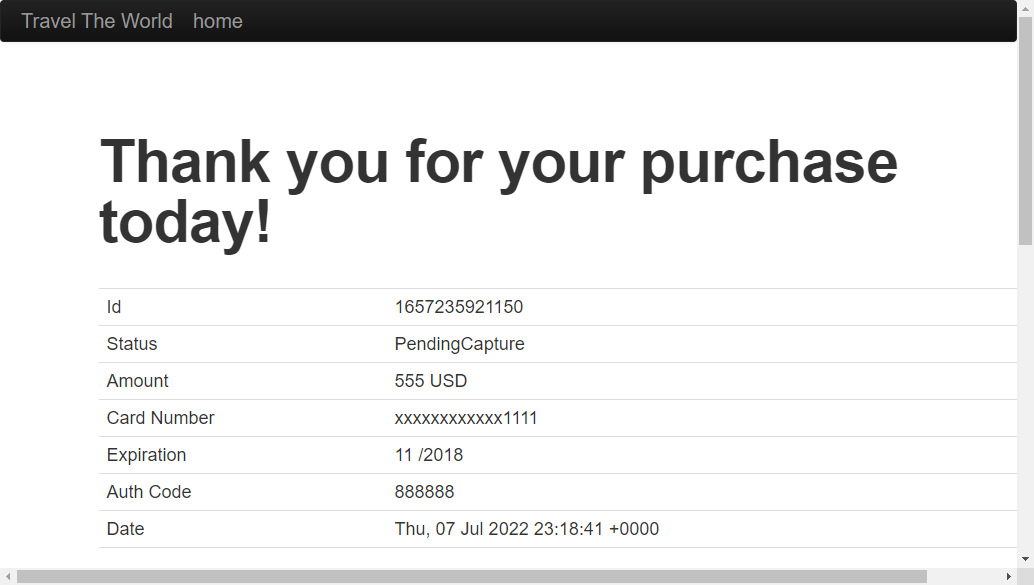 Travel The World home
Thank you for your purchase
today!
Id 1657235921150
Status PendingCapture
Amount 555 USD
Card Number xxxxxxxxxxxx1111
Expiration 11 /2018
Auth Code 888888
Date Thu, 07 Jul 2022 23:18:41 +0000